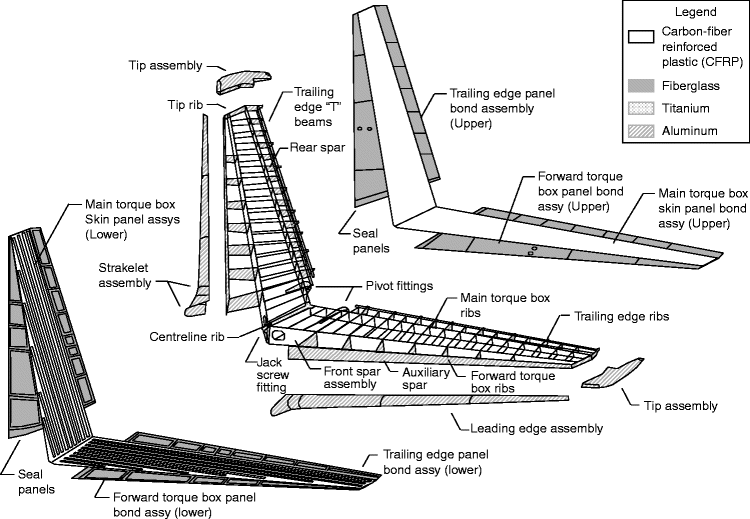 Legend
Carbon-fiber
reinforced
plastic (CFRP)
Fiberglass
Titanium
Aluminum
Tip assembly
Tip rib
Trailing
edge “T”
beams
Rear spar
Trailing edge panel
bond assembly
(Upper)
Main torque box
Skin panel assys
(Lower)
Forward torque
box panel bond
assy (Upper)
Main torque box
skin panel bond
assy (Upper)
Seal
panels
Strakelet
assembly
Pivot fittings
Main torque box
ribs
Trailing edge ribs
Centreline rib
Jack
screw
fitting
Front spar
assembly
Auxiliary
spar
Forward torque
box ribs
Tip assembly
Leading edge assembly
Trailing edge panel
bond assy (lower)
Seal
panels
Forward torque box panel
bond assy (lower)